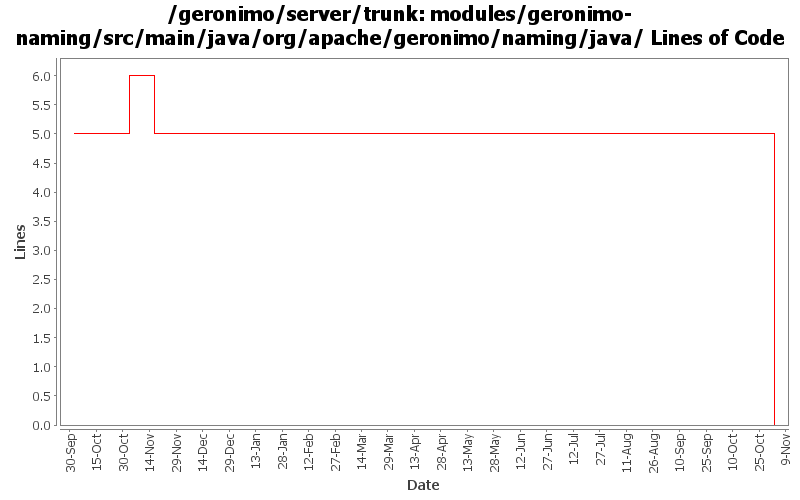 /geronimo/server/trunk: modules/geronimo-
naming/src/main/java/org/apache/geronimo/naming/java/ Lines of Code
6.0
5.5
5.0
4.5
4.0
3.5
3.0
2.5
2.0
1.5
1.0
0.5
0.0
Lines
30-Sep
15-Oct
30-Oct
14-Nov
29-Nov
14-Dec
29-Dec
13-Jan
28-Jan
12-Feb
27-Feb
14-Mar
29-Mar
13-Apr
28-Apr
13-May
28-May
12-Jun
27-Jun
12-Jul
27-Jul
11-Aug
26-Aug
10-Sep
25-Sep
10-Oct
25-Oct
9-Nov
Date